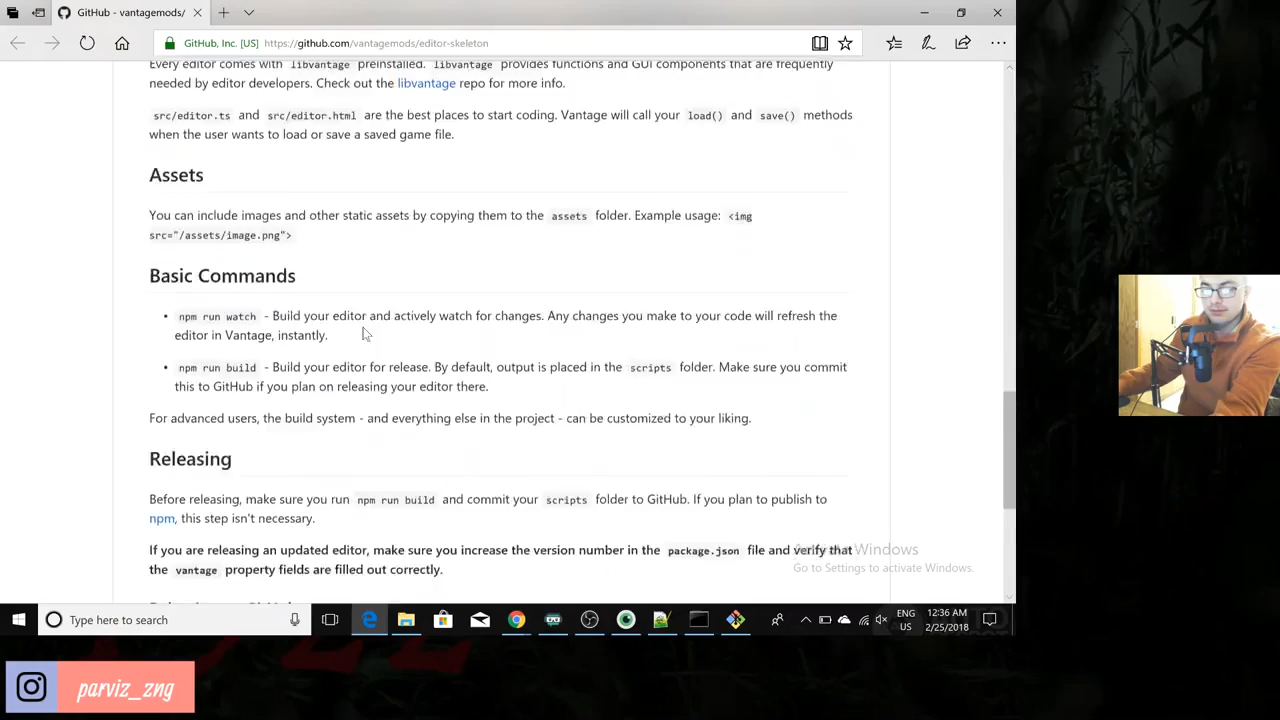 GitHub - vantagemods/
GitHub, Inc. [US] https://github.com/vantagemods/editor-skeleton
Every editor comes with libvantage preinstalled. libvantage provides functions and GUI components that are frequently
needed by editor developers. Check out the libvantage repo for more info.
src/editor.ts and src/editor.html are the best places to start coding. Vantage will call your load() and save() methods
when the user wants to load or save a saved game file.
Assets
You can include images and other static assets by copying them to the assets folder. Example usage: <img
src="/assets/image.png">
Basic Commands
npm run watch - Build your editor and actively watch for changes. Any changes you make to your code will refresh the
editor in Vantage, instantly.
npm run build - Build your editor for release. By default, output is placed in the scripts folder. Make sure you commit
this to GitHub if you plan on releasing your editor there.
For advanced users, the build system - and everything else in the project - can be customized to your liking.
Releasing
Before releasing, make sure you run npm run build and commit your scripts folder to GitHub. If you plan to publish to
npm, this step isn't necessary.
If you are releasing an updated editor, make sure you increase the version number in the package.json file and verify that
the vantage property fields are filled out correctly.
Activate Windows
Go to Settings to activate Windows.
Type here to search
ENG
US
12:36 AM
2/25/2018
parviz_zng